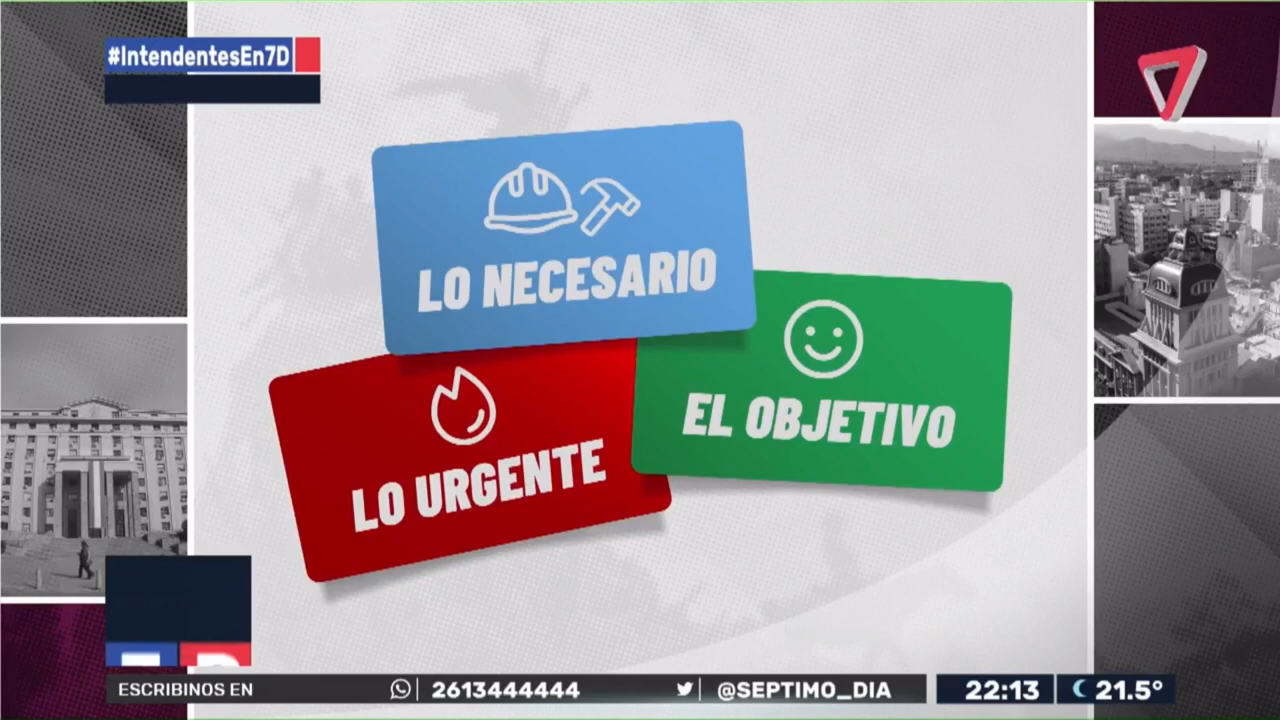 #IntendentesEn7D
LO NECESARIO
EL OBJETIVO
LO URGENTE
ESCRIBINOS EN
2613444444
@SEPTIMO_DIA
22:13
21.5°